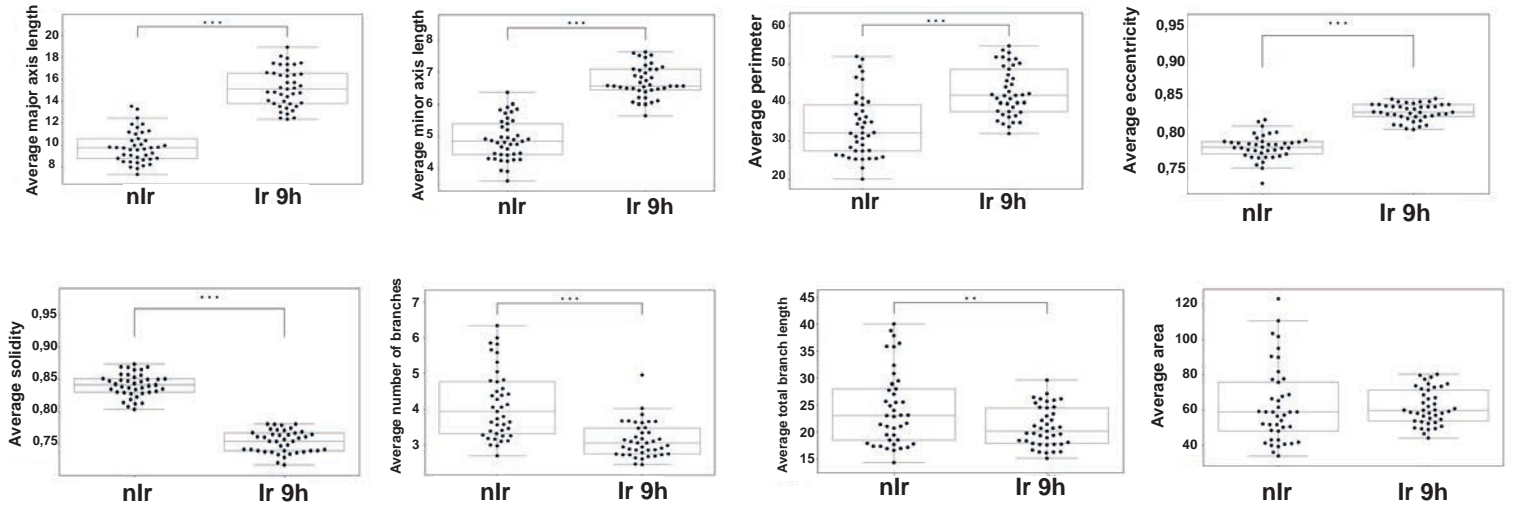 Average major axis length
20
18
16
14
12
10
8
***
nIr
Ir 9h
Average minor axis length
8
7
6
5
4
***
nIr
Ir 9h
Average perimeter
60
50
40
30
20
***
nIr
Ir 9h
Average eccentricity
0,95
0,90
0,85
0,80
0,75
***
nIr
Ir 9h
Average solidity
0,95
0,90
0,85
0,80
0,75
***
nIr
Ir 9h
Average number of branches
7
6
5
4
3
***
nIr
Ir 9h
Average total branch length
45
40
35
30
25
20
15
**
nIr
Ir 9h
Average area
120
100
80
60
40
nIr
Ir 9h